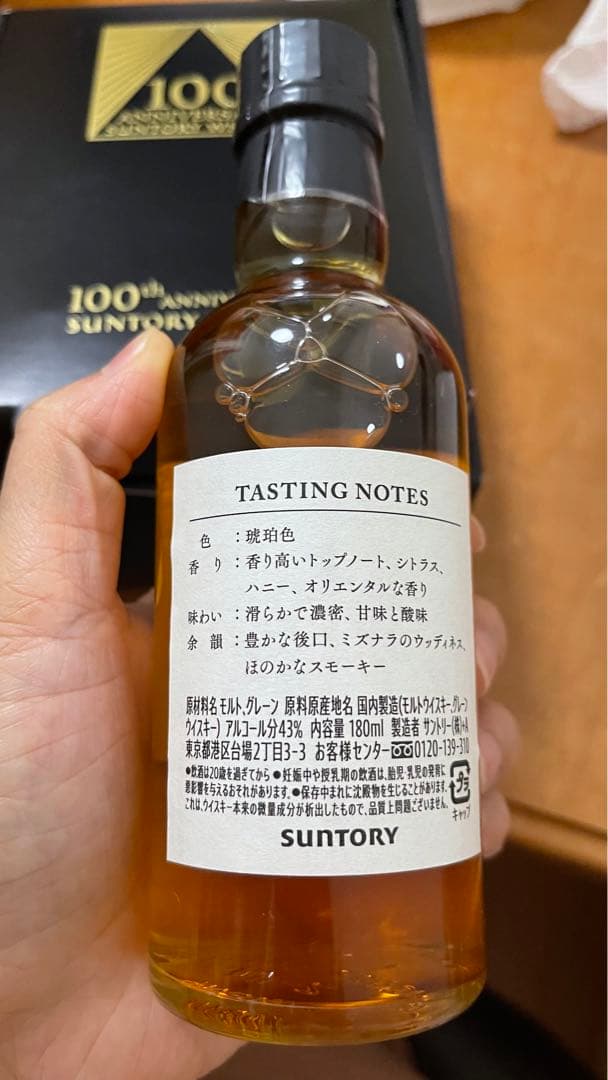 100
ANNIVERS
SUNTORY W
100th ANNIV
SUNTORY
TASTING NOTES
色 ：琥珀色
香り：香り高いトップノート、シトラス、
ハニー、オリエンタルな香り
味わい：滑らかで濃密、甘味と酸味
余韻：豊かな後口、ミズナラのウッディネス、
ほのかなスモーキー
原材料名 モルト、グレーン 原料原産地名 国内製造(モルトウイスキー、グレーン
ウイスキー) アルコール分43% 内容量 180ml 製造者 サントリー(株)+A
東京都港区台場2丁目3-3 お客様センター 0120-139-310
●飲酒は20歳を過ぎてから ●妊娠中や授乳期の飲酒は、胎児・乳児の発育に
悪影響を与えるおそれがあります。●保存中まれに沈殿物を生じることがあります。
これは、ウイスキー本来の微量成分が析出したもので、品質上問題ございません。
プラ
キャップ
SUNTORY